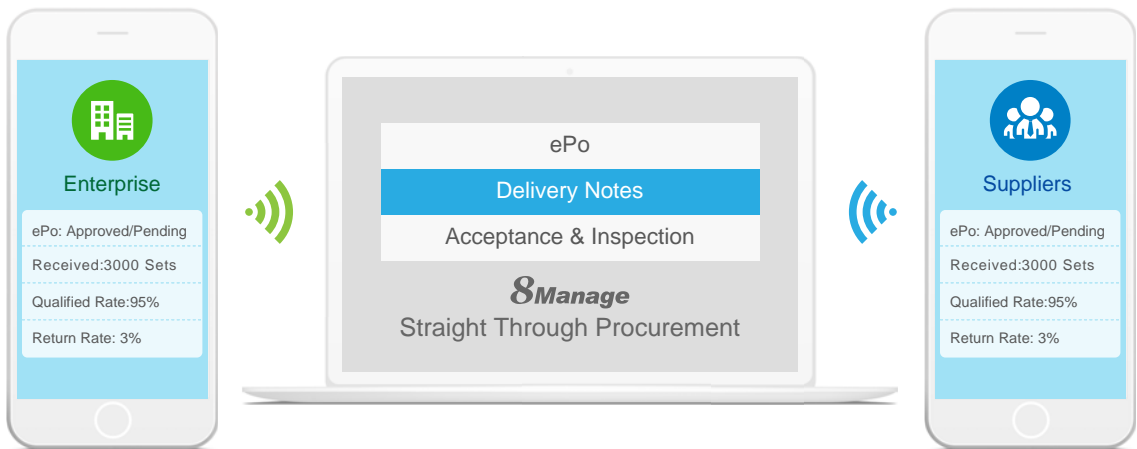 Enterprise
ePo: Approved/Pending
Received:3000 Sets
Qualified Rate:95%
Return Rate: 3%
ePo
Delivery Notes
Acceptance & Inspection
8Manage
Straight Through Procurement
Suppliers
ePo: Approved/Pending
Received:3000 Sets
Qualified Rate:95%
Return Rate: 3%